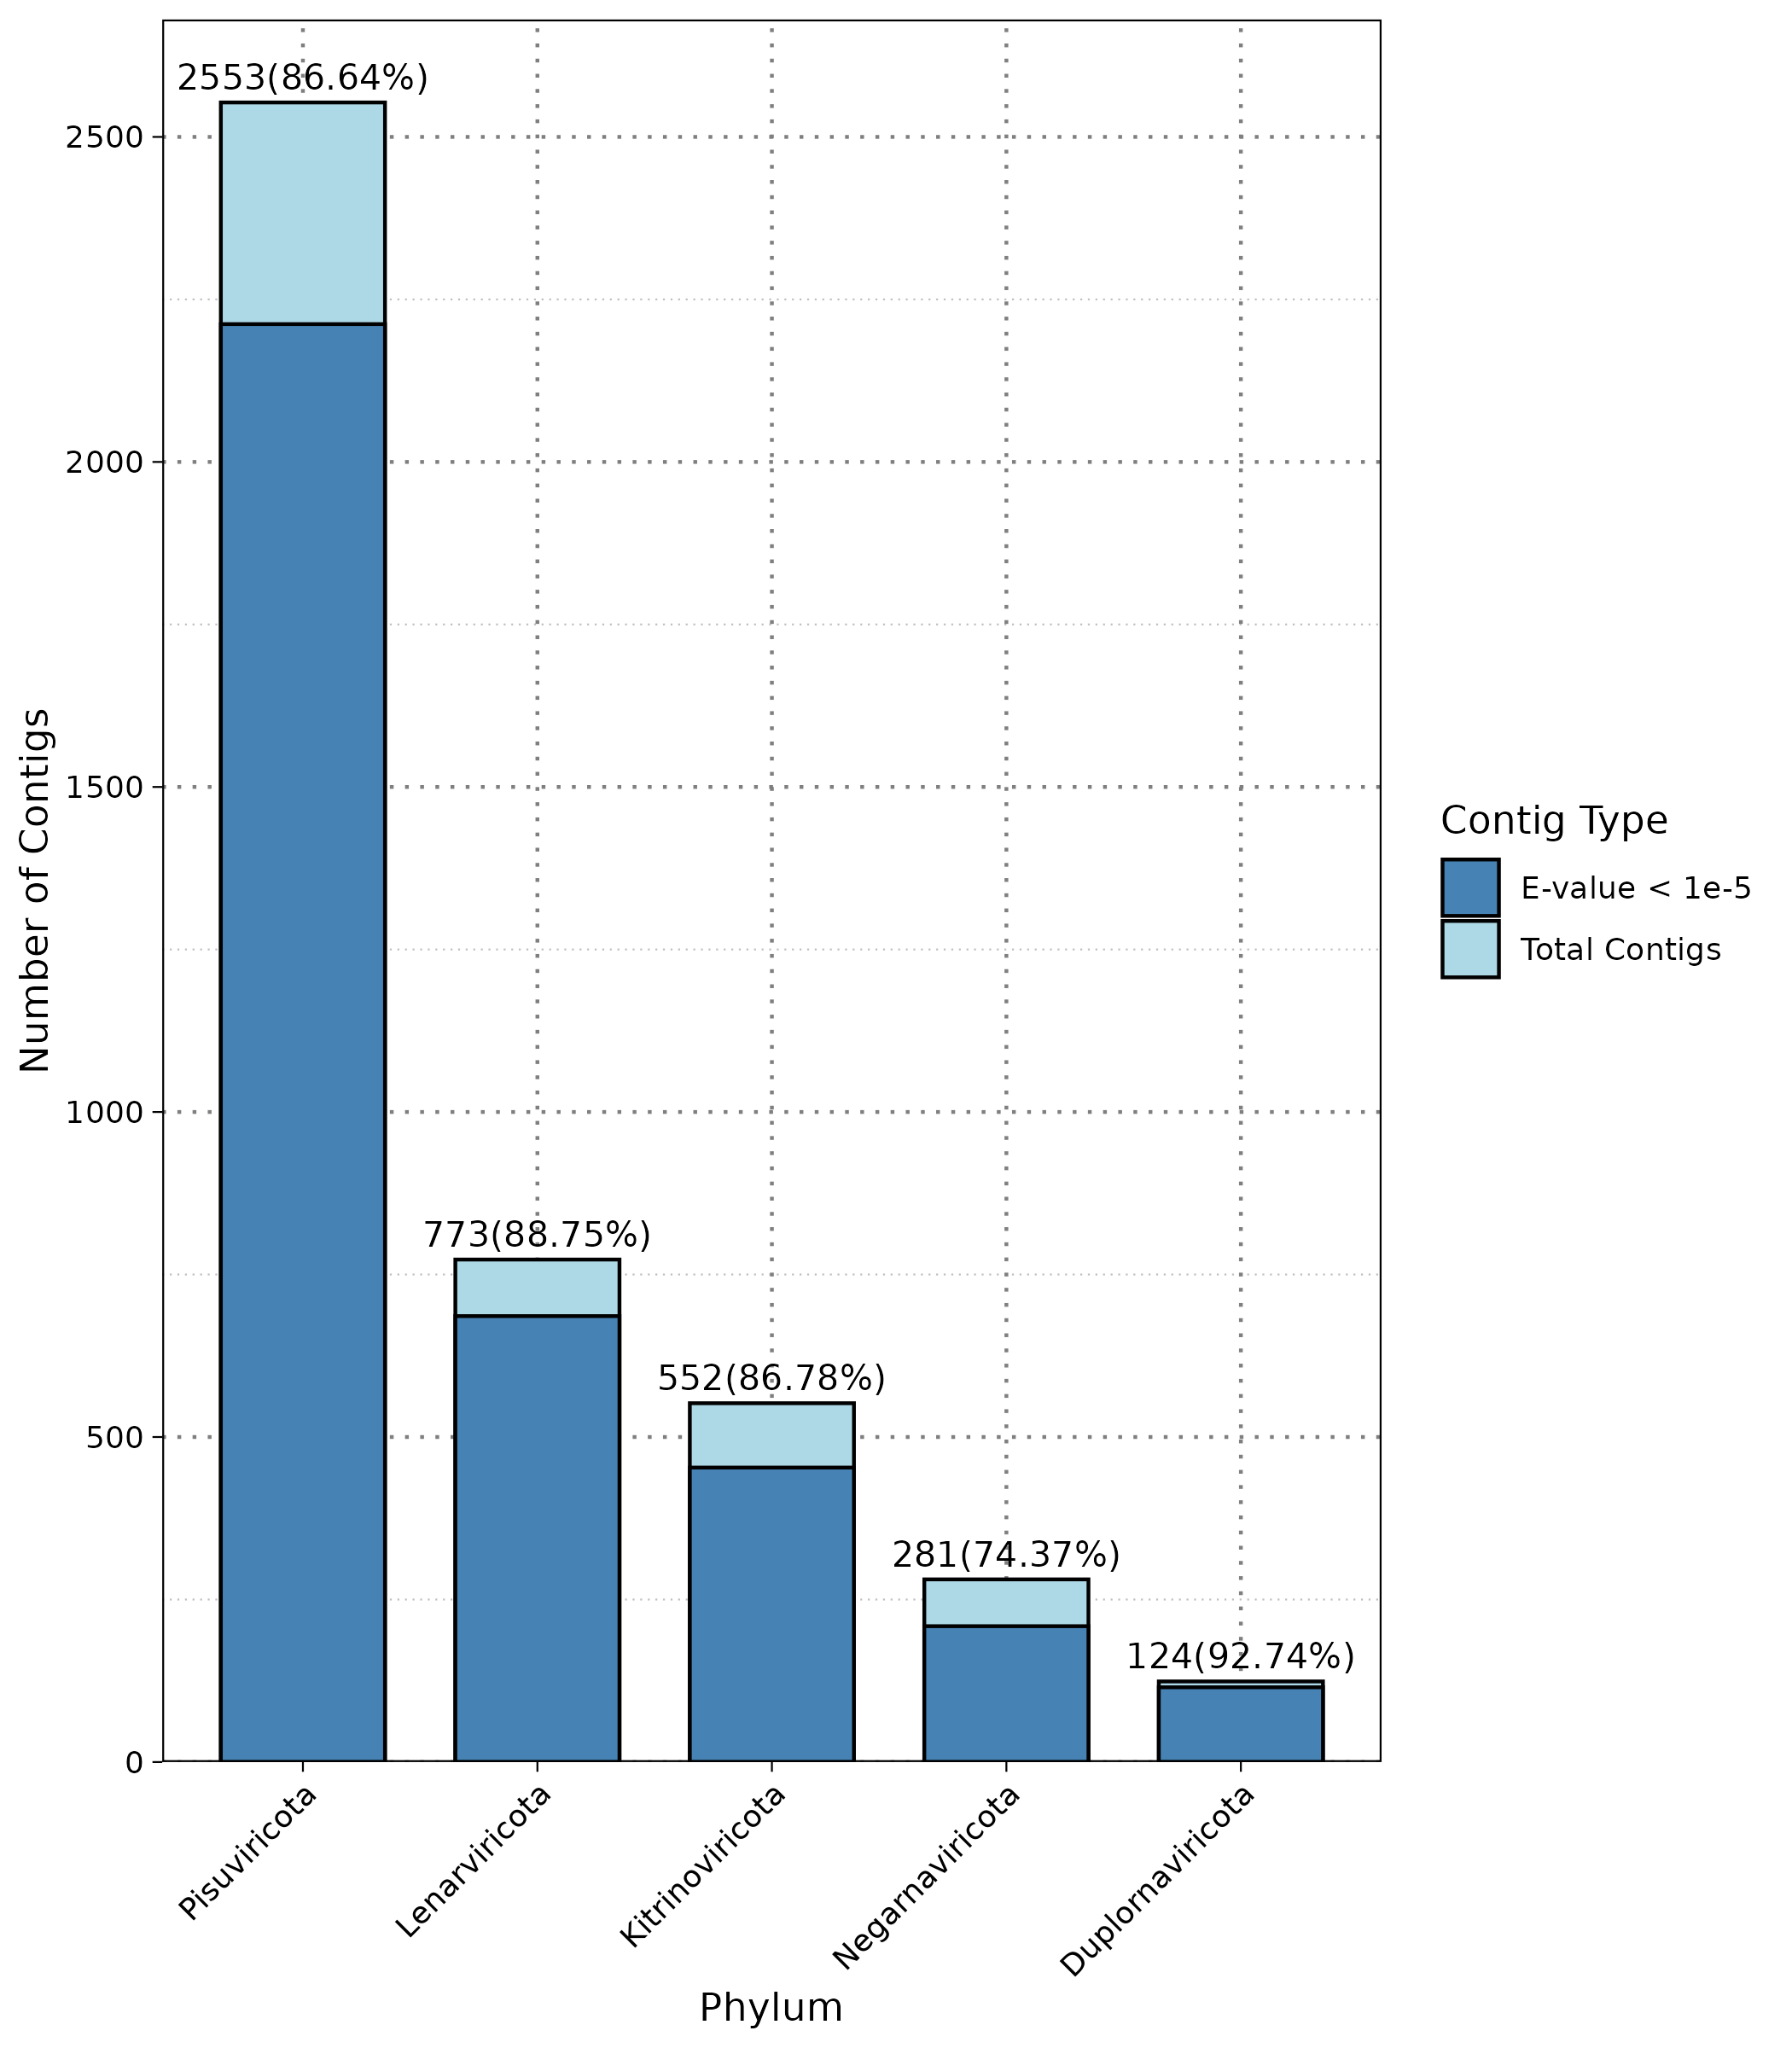 2553(86.64%)
2500
2000
1500
1000
773(88.75%)
552(86.78%)
500
281(74.37%)
124(92.74%)
0
Number of Contigs
Pisuviricota
Lenarviricota
Kitrinoviricota
Negarnaviricota
Duplornaviricota
Phylum
Contig Type
E-value < 1e-5
Total Contigs